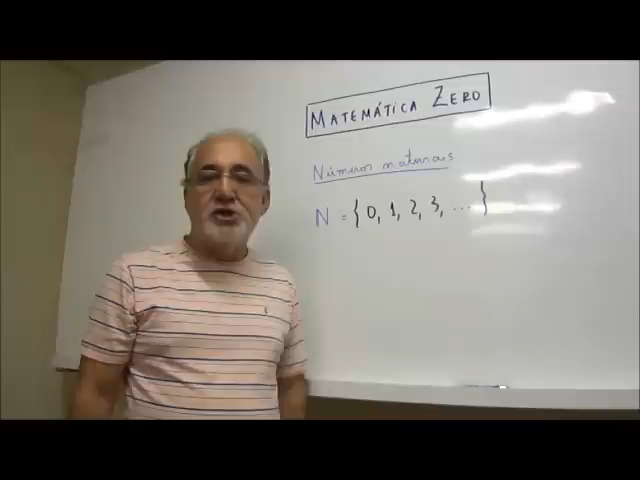 MATEMÁTICA ZERO
Números naturais
N = { 0, 1, 2, 3, ... }